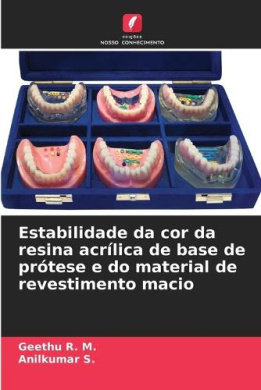 edições
NOSSO CONHECIMENTO
Estabilidade da cor da
resina acrílica de base de
prótese e do material de
revestimento macio
Geethu R. M.
Anilkumar S.